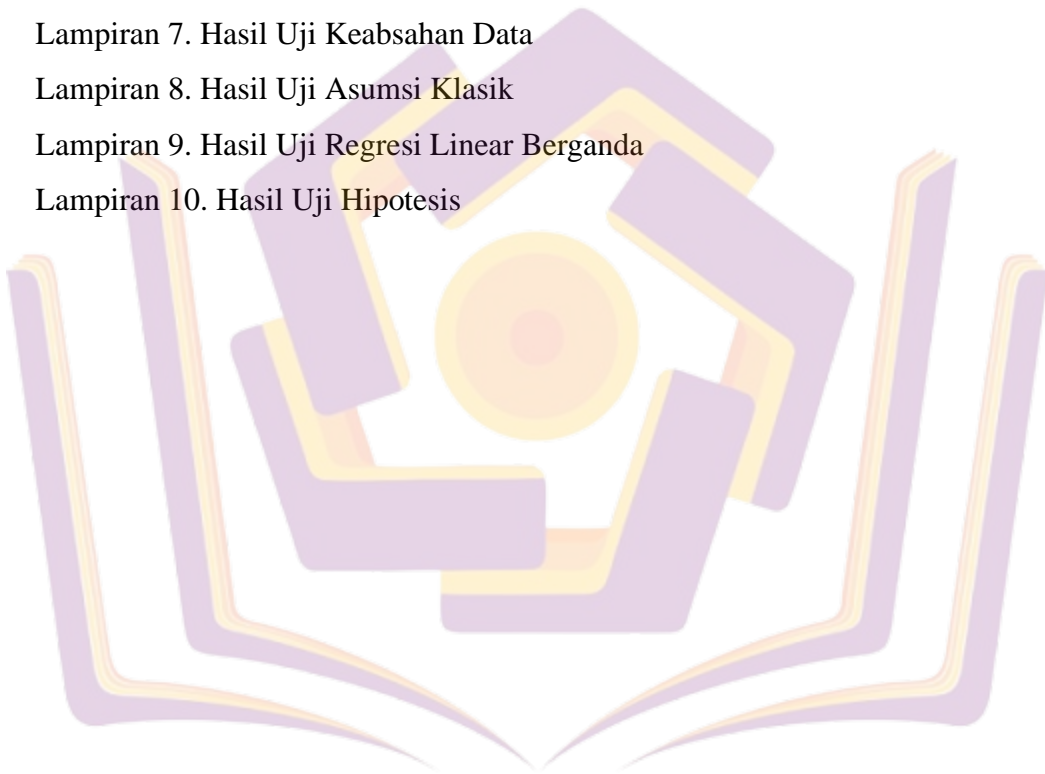 Lampiran 7. Hasil Uji Keabsahan Data
Lampiran 8. Hasil Uji Asumsi Klasik
Lampiran 9. Hasil Uji Regresi Linear Berganda
Lampiran 10. Hasil Uji Hipotesis